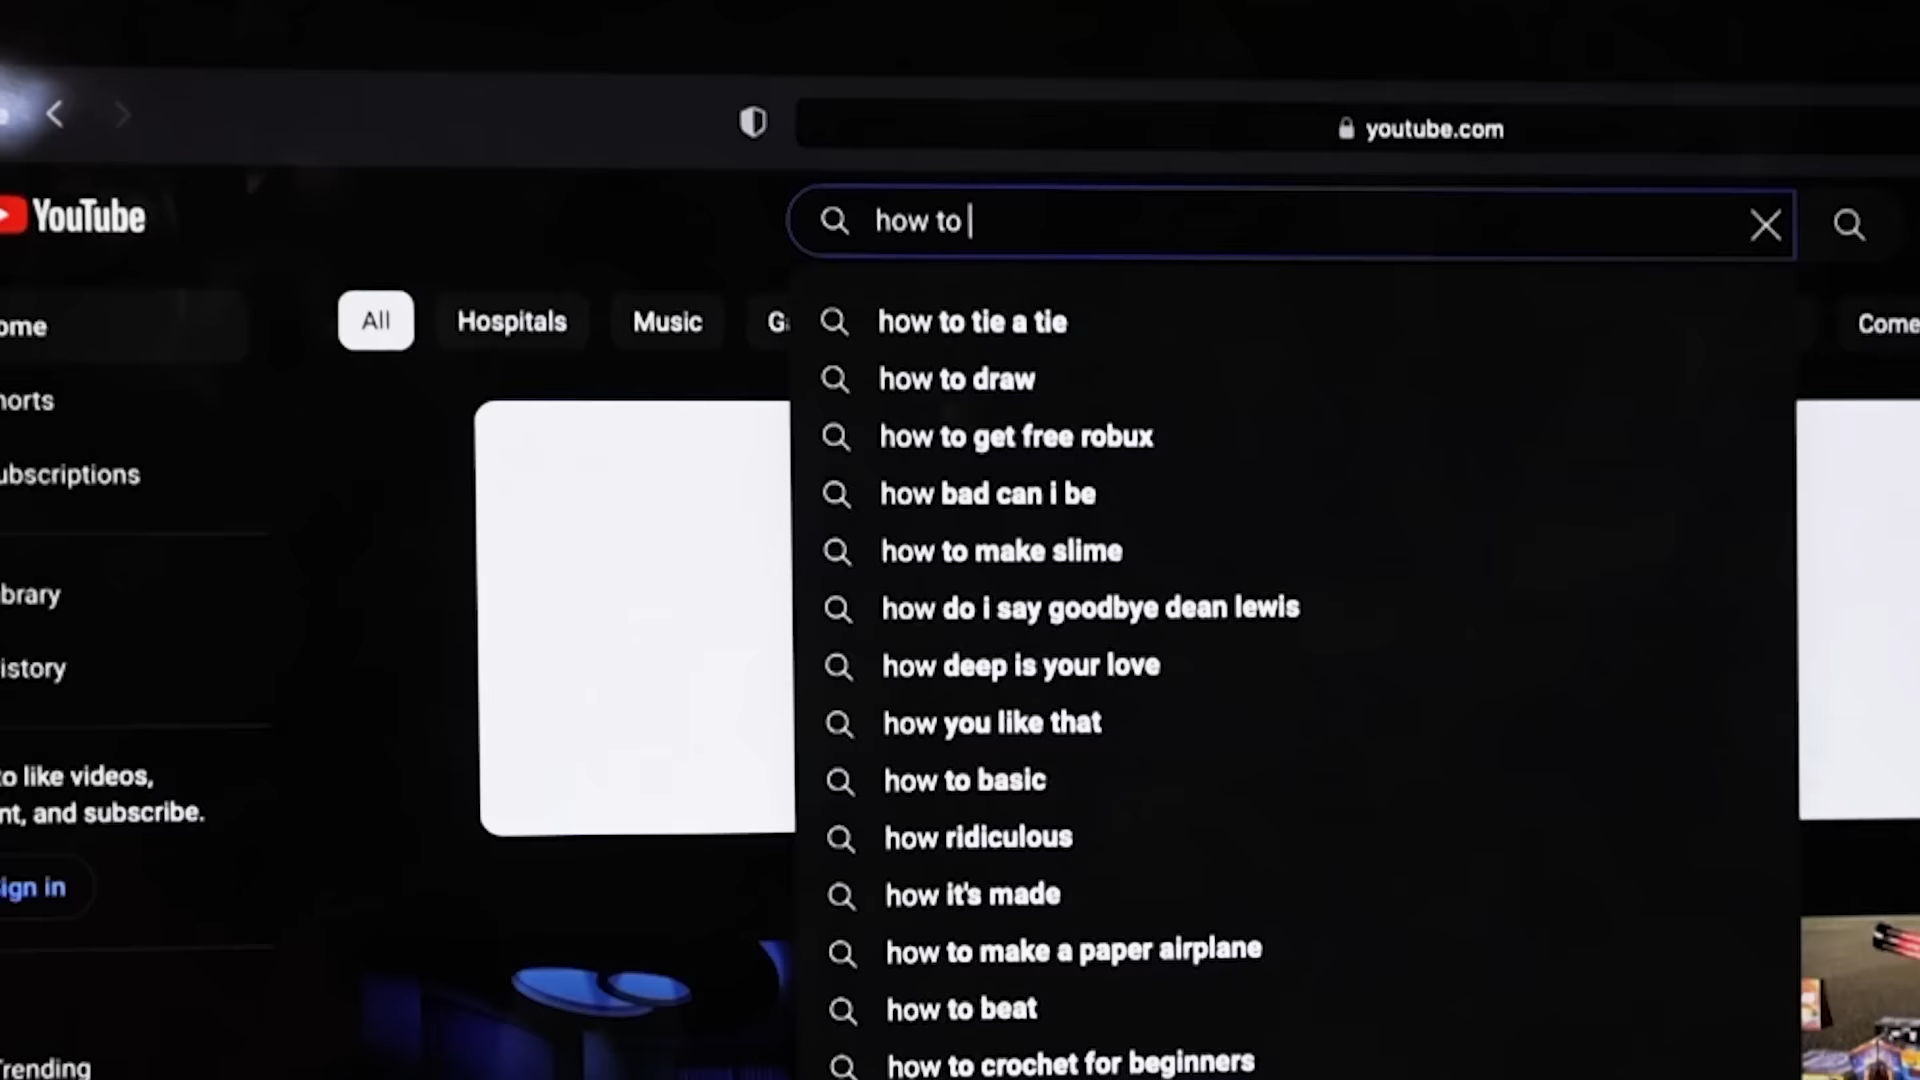 youtube.com
YouTube
how to
ome
All
Hospitals
Music
Come
horts
ubscriptions
brary
istory
to like videos,
nt, and subscribe.
ign in
Trending
how to tie a tie
how to draw
how to get free robux
how bad can i be
how to make slime
how do i say goodbye dean lewis
how deep is your love
how you like that
how to basic
how ridiculous
how it's made
how to make a paper airplane
how to beat
how to crochet for beginners